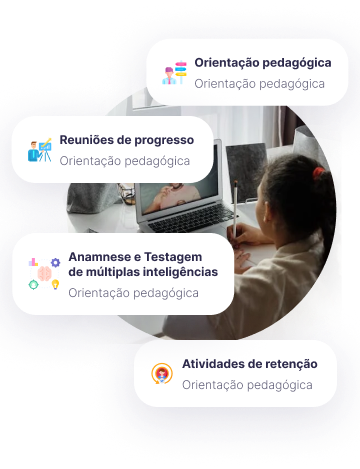 Orientação pedagógica
Orientação pedagógica
Reuniões de progresso
Orientação pedagógica
Anamnese e Testagem
de múltiplas inteligências
Orientação pedagógica
Atividades de retenção
Orientação pedagógica